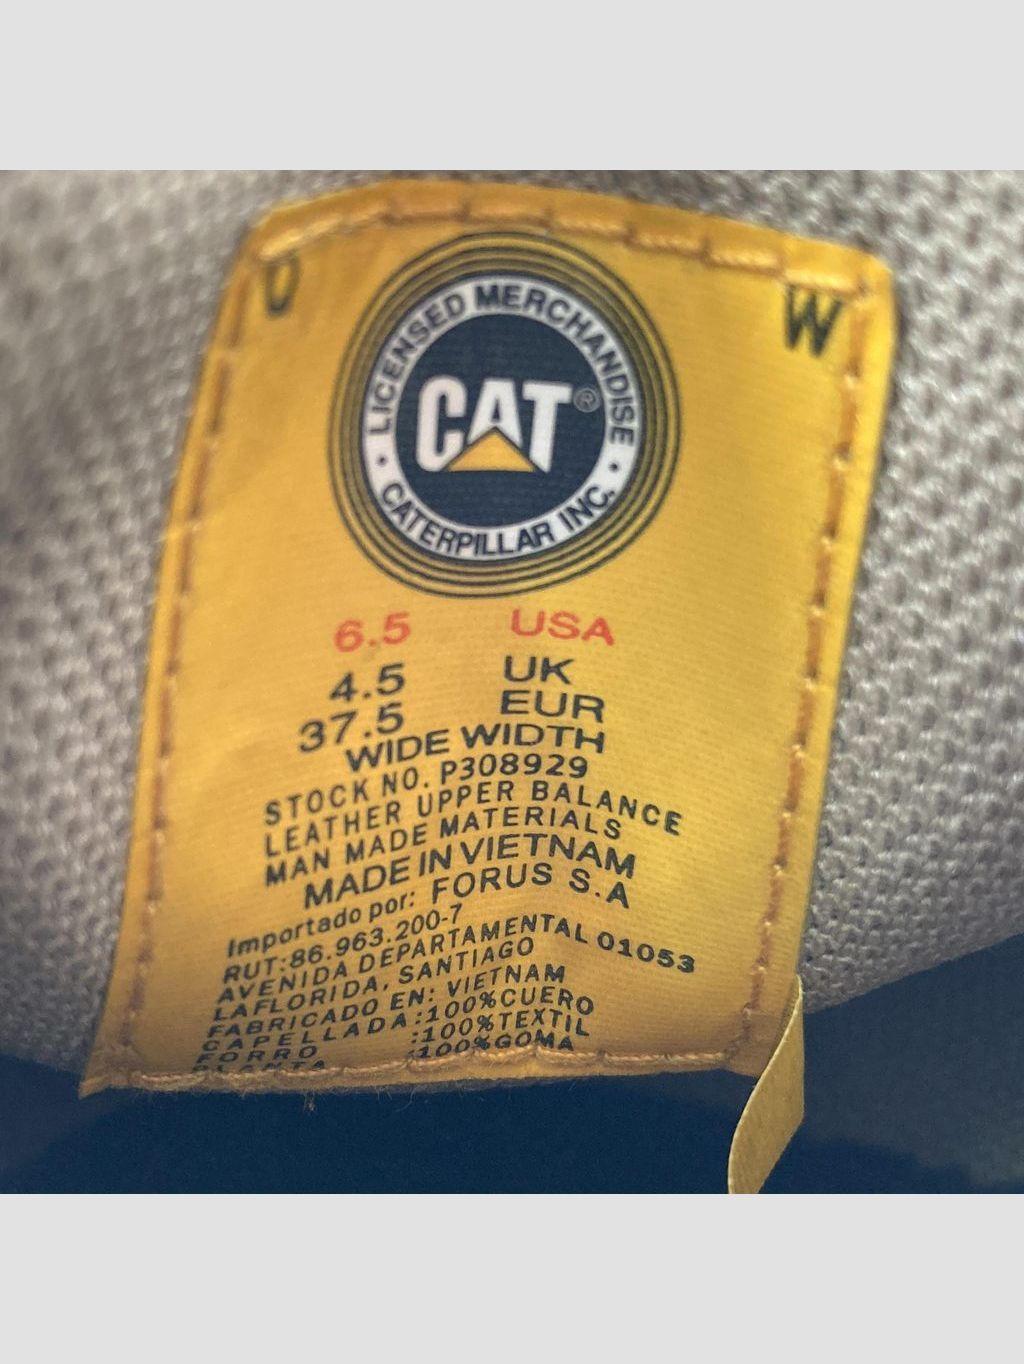 U W
LICENSED MERCHANDISE
CAT®
• CATERPILLAR INC. •
6.5 USA
4.5 UK
37.5 EUR
WIDE WIDTH
STOCK NO. P308929
LEATHER UPPER BALANCE
MAN MADE MATERIALS
MADE IN VIETNAM
Importado por: FORUS S.A
RUT:86.963.200-7
AVENIDA DEPARTAMENTAL 01053
LAFLORIDA, SANTIAGO
FABRICADO EN: VIETNAM
CAPELLADA:100%CUERO
FORRO :100%TEXTIL
PLANTA :100%GOMA